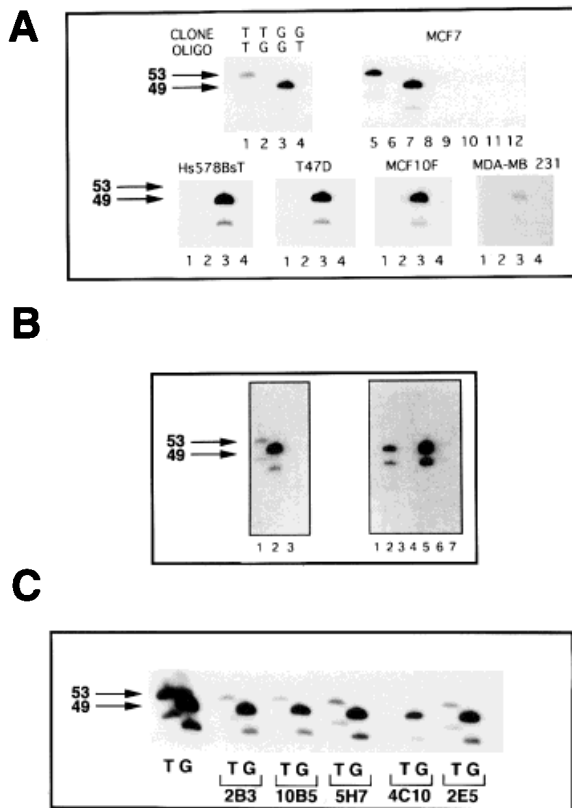 A
CLONE T T G G
OLIGO T G G T
MCF7
53
49
1 2 3 4
5 6 7 8 9 10 11 12
Hs578BsT T47D MCF10F MDA-MB 231
53
49
1 2 3 4 1 2 3 4 1 2 3 4 1 2 3 4
B
53
49
1 2 3 1 2 3 4 5 6 7
C
53
49
T G T G T G T G T G T G
2B3 10B5 5H7 4C10 2E5